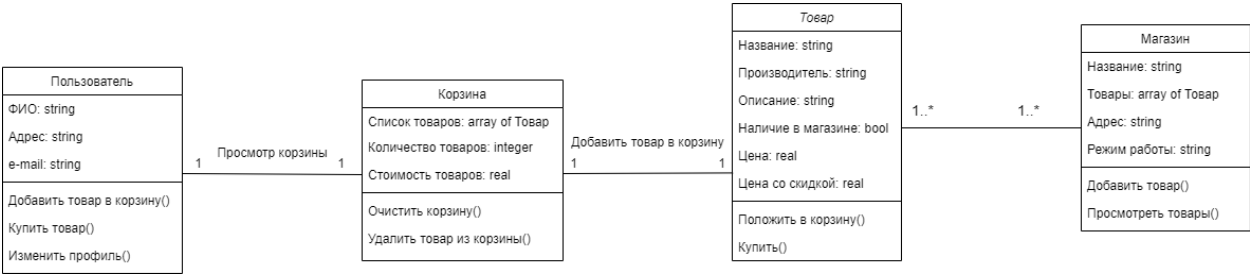 Пользователь
ФИО: string
Адрес: string
e-mail: string
Добавить товар в корзину()
Купить товар()
Изменить профиль()
Просмотр корзины
1
1
Корзина
Список товаров: array of Товар
Количество товаров: integer
Стоимость товаров: real
Очистить корзину()
Удалить товар из корзины()
Добавить товар в корзину
1
1
Товар
Название: string
Производитель: string
Описание: string
Наличие в магазине: bool
Цена: real
Цена со скидкой: real
Положить в корзину()
Купить()
1..*
1..*
Магазин
Название: string
Товары: array of Товар
Адрес: string
Режим работы: string
Добавить товар()
Просмотреть товары()